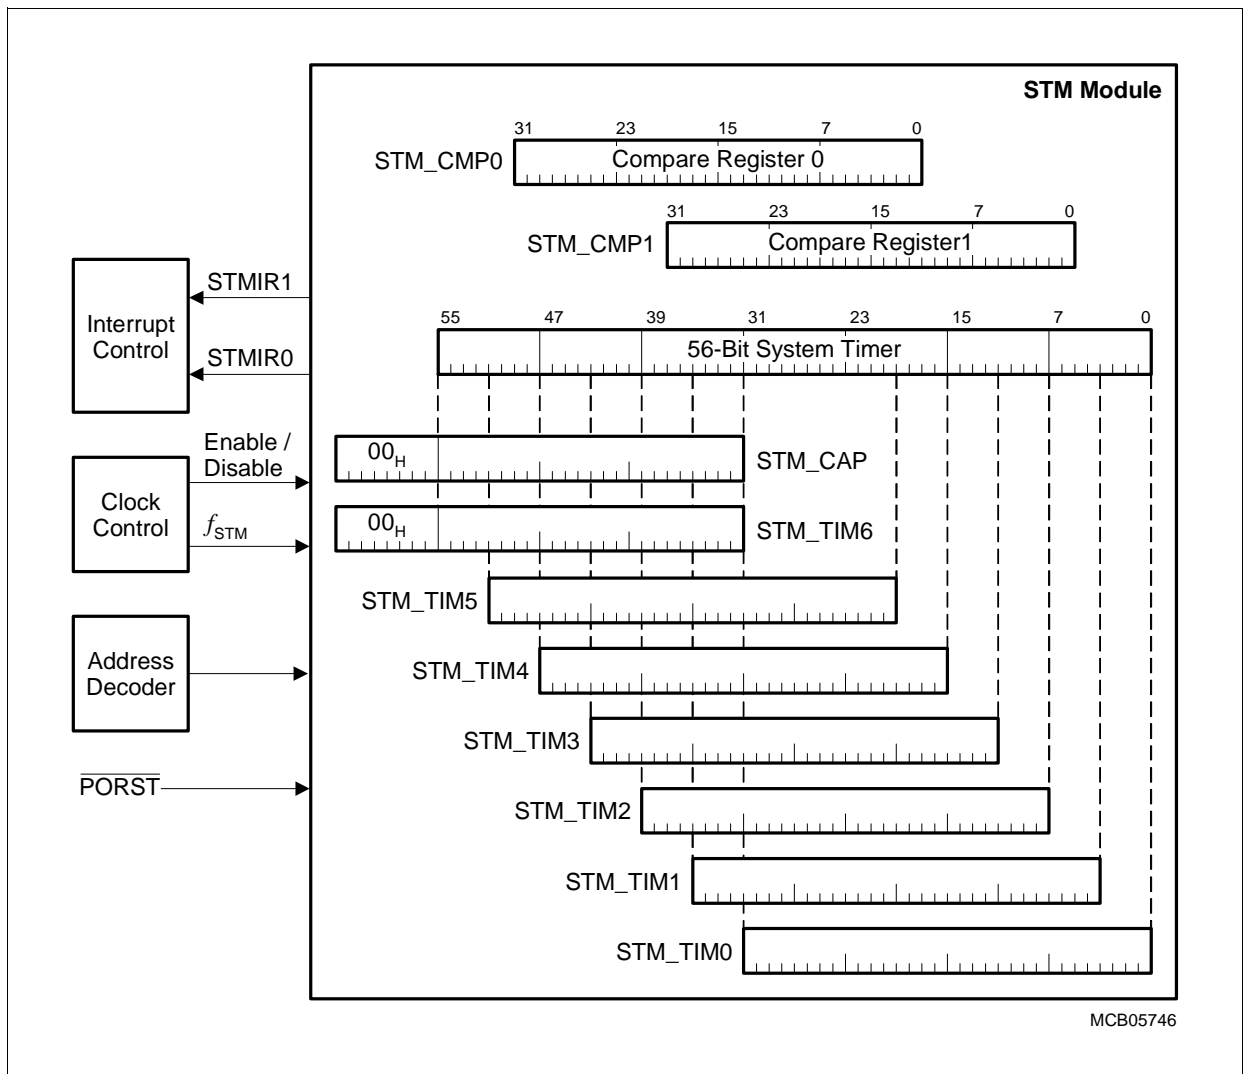 STM Module
31 23 15 7 0
STM_CMP0 Compare Register 0
31 23 15 7 0
STM_CMP1 Compare Register1
STMIR1
Interrupt
Control
STMIR0
55 47 39 31 23 15 7 0
56-Bit System Timer
Enable /
Disable
00H STM_CAP
Clock
Control
fSTM
00H STM_TIM6
STM_TIM5
Address
Decoder
STM_TIM4
STM_TIM3
PORST
STM_TIM2
STM_TIM1
STM_TIM0
MCB05746